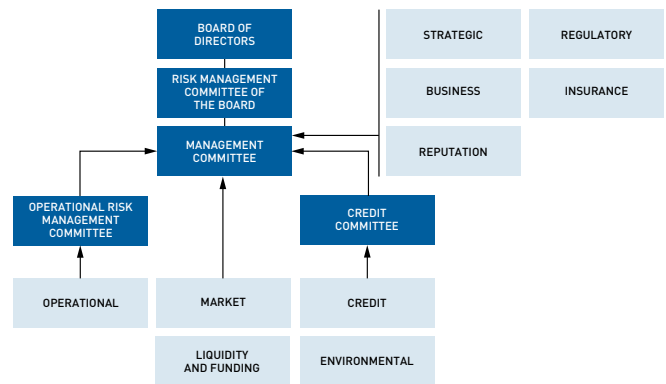 BOARD OF
DIRECTORS
RISK MANAGEMENT
COMMITTEE OF
THE BOARD
MANAGEMENT
COMMITTEE
STRATEGIC
REGULATORY
BUSINESS
INSURANCE
REPUTATION
OPERATIONAL RISK
MANAGEMENT
COMMITTEE
CREDIT
COMMITTEE
OPERATIONAL
MARKET
CREDIT
LIQUIDITY
AND FUNDING
ENVIRONMENTAL